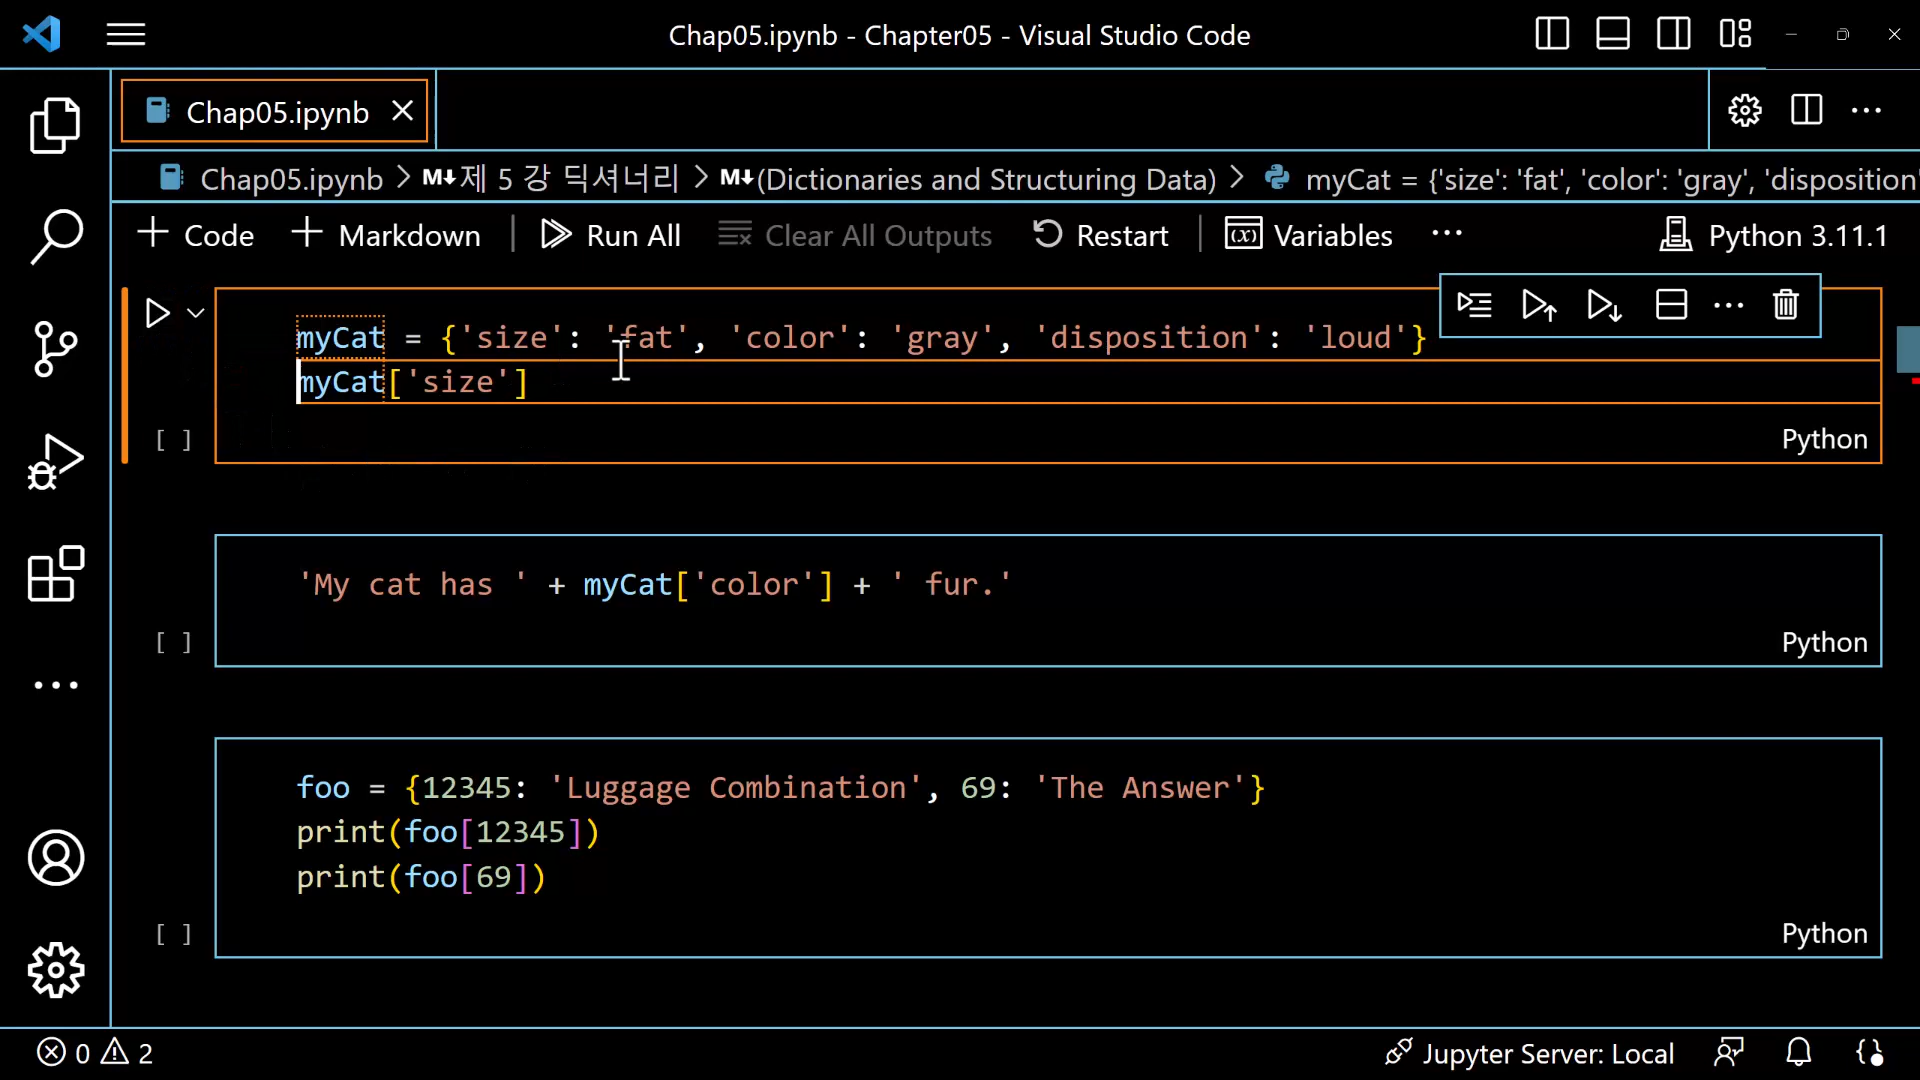 Chap05.ipynb - Chapter05 - Visual Studio Code
Chap05.ipynb
Chap05.ipynb > M↓제 5 강 딕셔너리 > M↓(Dictionaries and Structuring Data) > myCat = {'size': 'fat', 'color': 'gray', 'disposition'
+ Code + Markdown | Run All Clear All Outputs Restart | Variables ... Python 3.11.1
myCat = {'size': 'fat', 'color': 'gray', 'disposition': 'loud'}
myCat['size']
[ ] Python
'My cat has ' + myCat['color'] + ' fur.'
[ ] Python
foo = {12345: 'Luggage Combination', 69: 'The Answer'}
print(foo[12345])
print(foo[69])
[ ] Python
0 2 Jupyter Server: Local